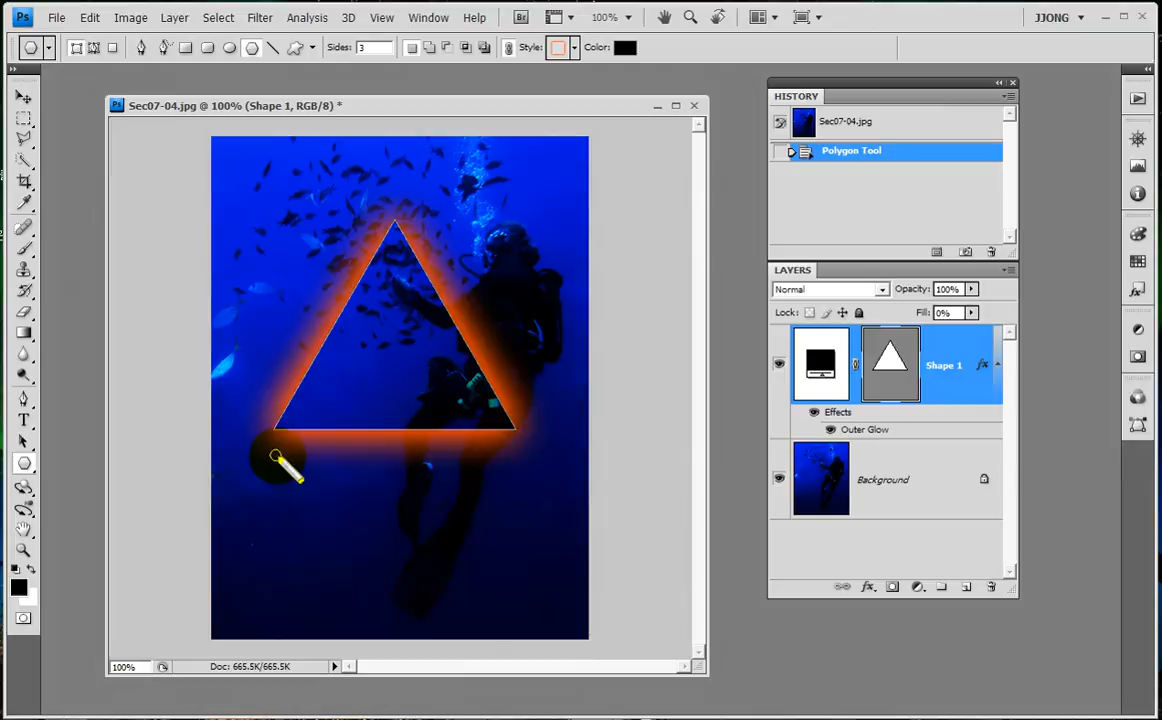 Ps File Edit Image Layer Select Filter Analysis 3D View Window Help Br 100% JJONG
Sides: 3 Style: Color:
Ps Sec07-04.jpg @ 100% (Shape 1, RGB/8) *
HISTORY
Sec07-04.jpg
Polygon Tool
LAYERS
Normal Opacity: 100%
Lock: Fill: 0%
Shape 1 fx
Effects
Outer Glow
Background
fx
T
100% Doc: 665.5K/665.5K